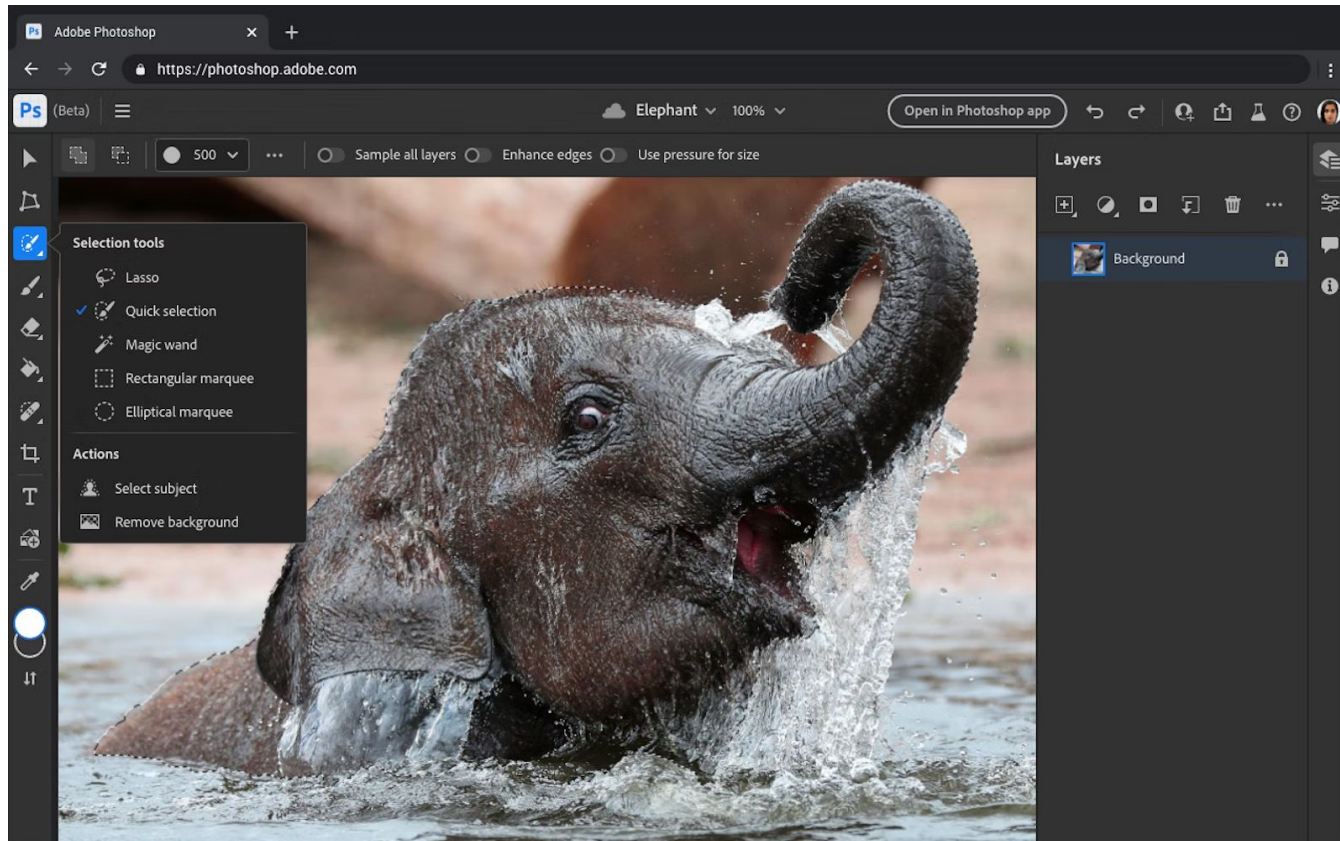 Ps Adobe Photoshop
https://photoshop.adobe.com
Ps (Beta) Elephant 100% Open in Photoshop app
500 Sample all layers Enhance edges Use pressure for size
Selection tools
Lasso
Quick selection
Magic wand
Rectangular marquee
Elliptical marquee
Actions
Select subject
Remove background
T
Layers
Background